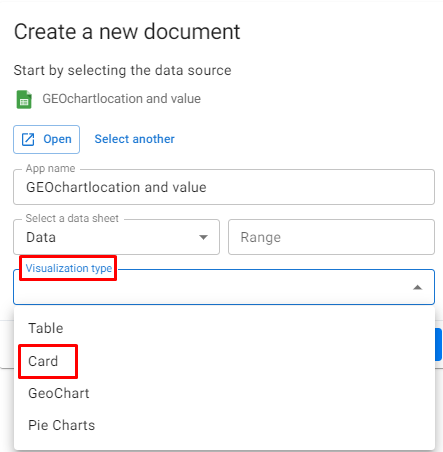 Create a new document
Start by selecting the data source
GEOchartlocation and value
Open
Select another
App name
GEOchartlocation and value
Select a data sheet
Data
Range
Visualization type
Table
Card
GeoChart
Pie Charts